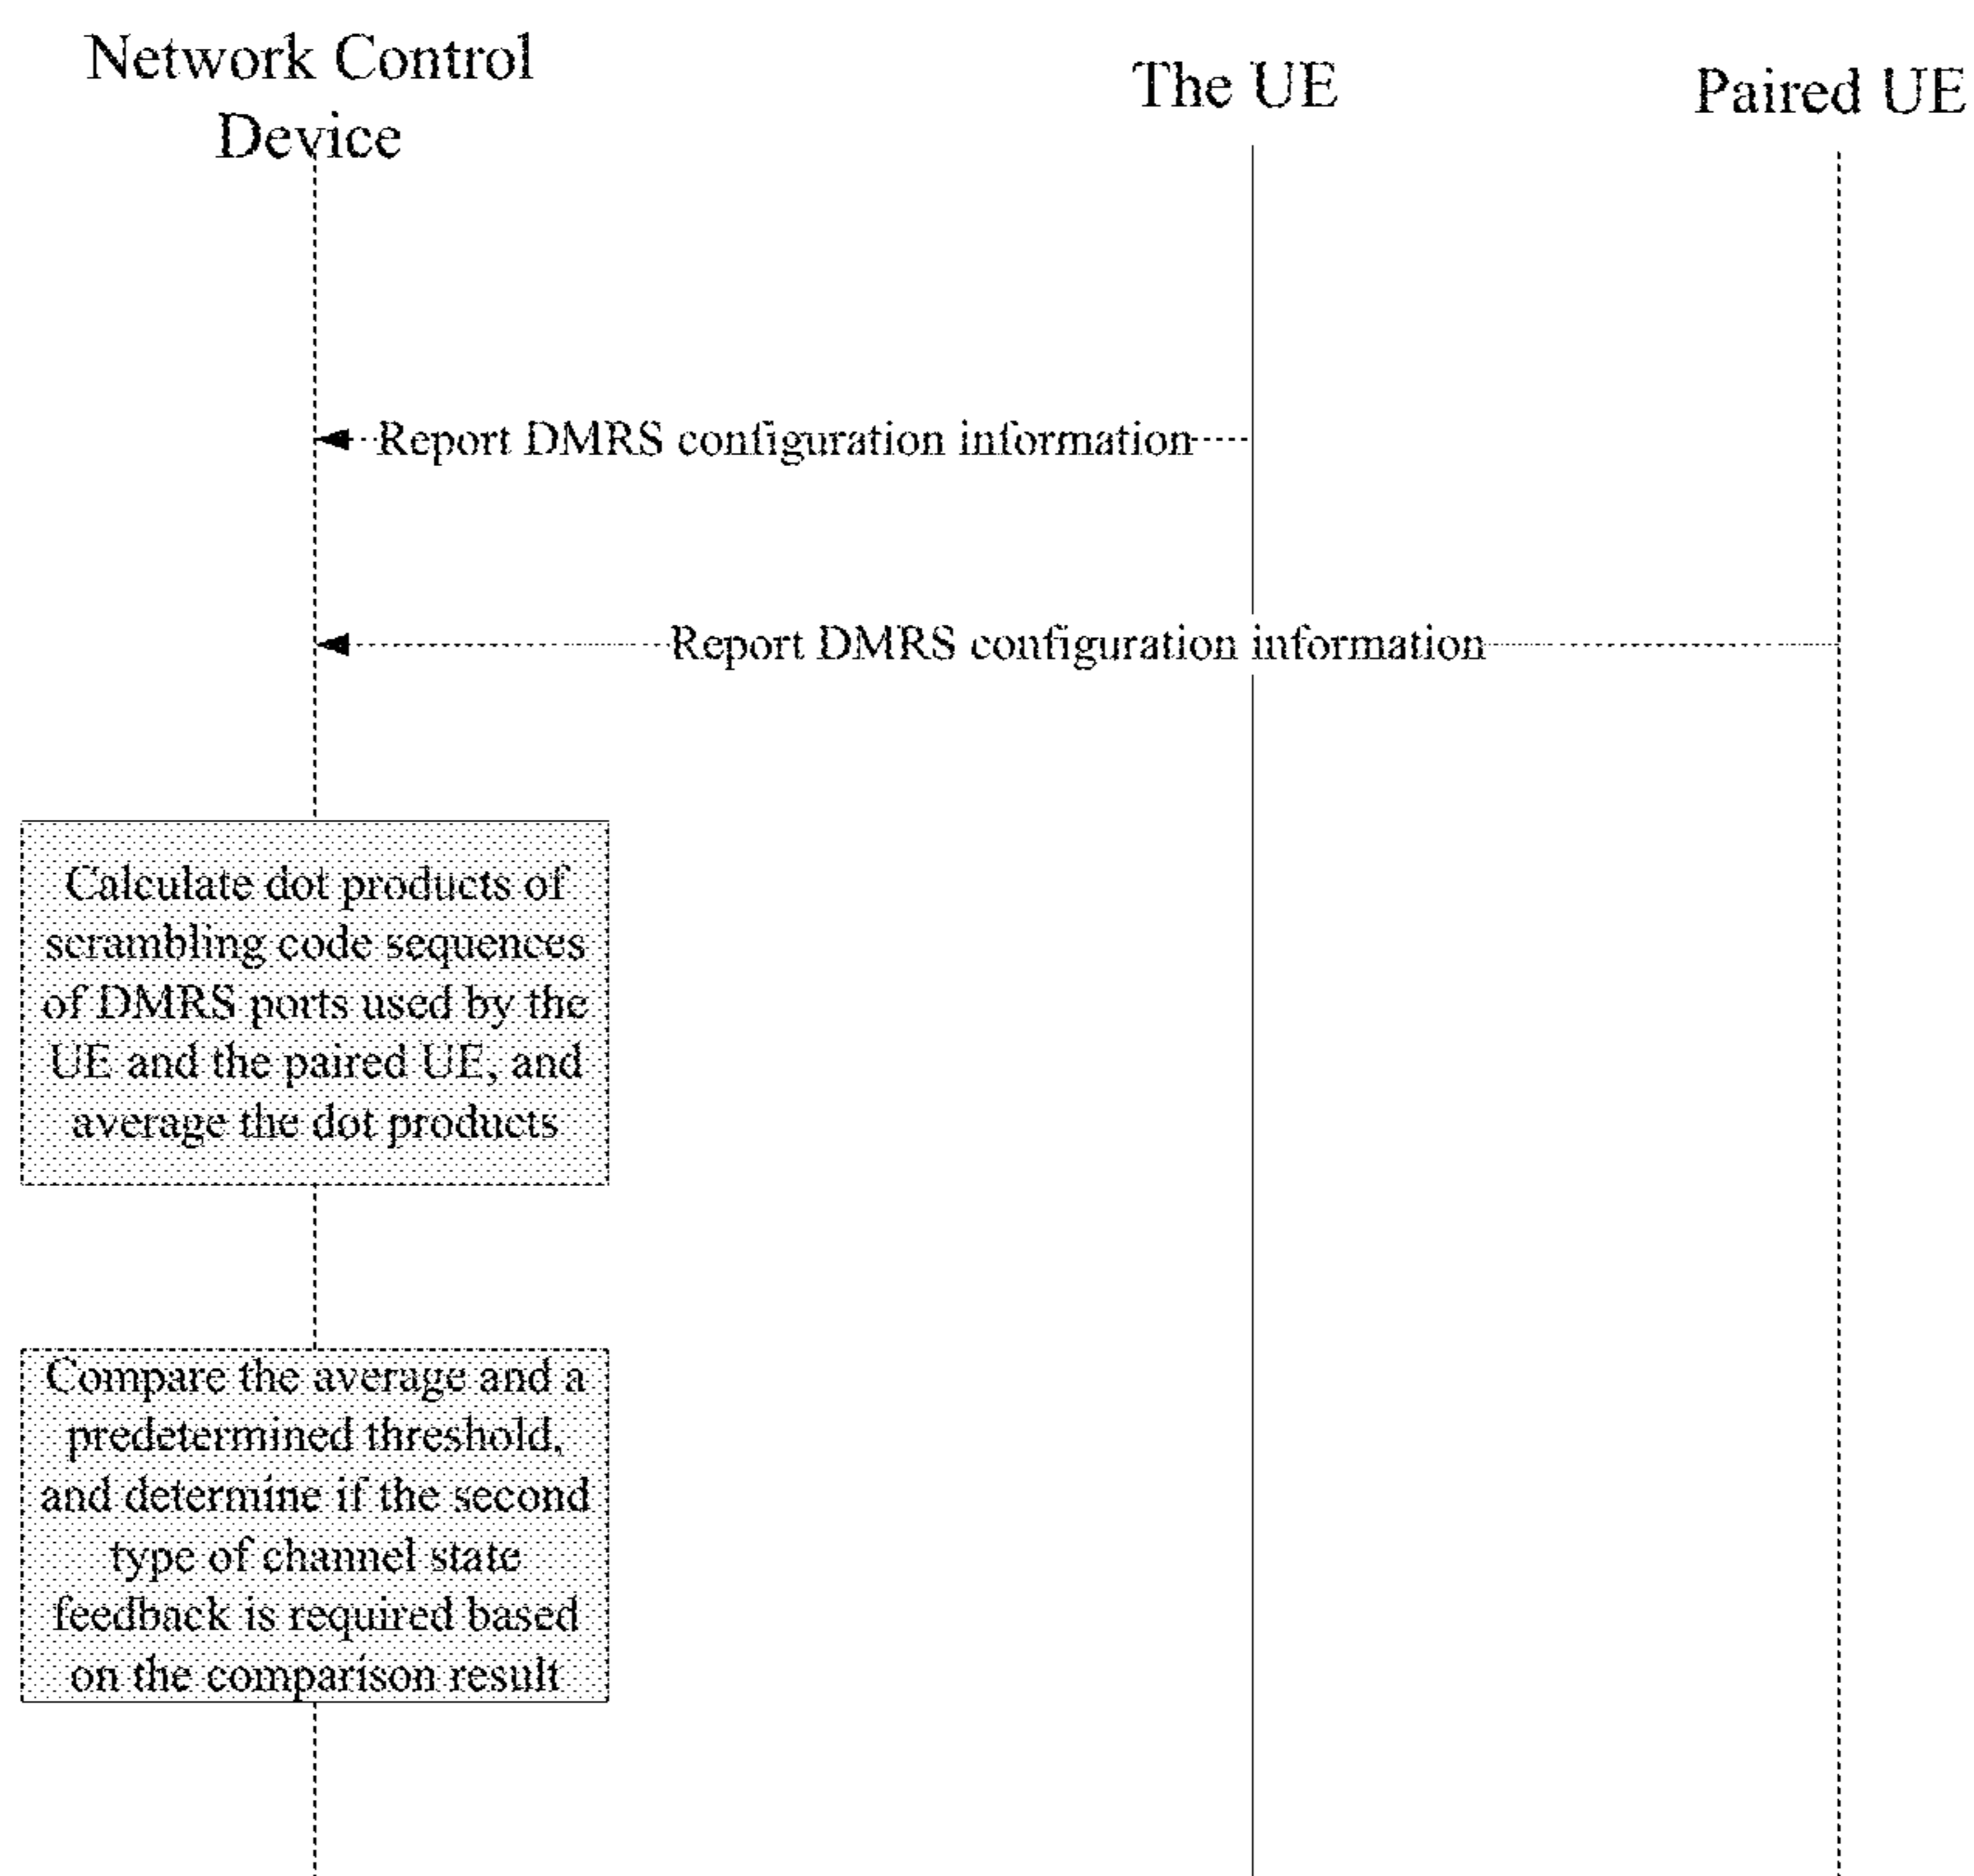 Network Control
Device
The UE
Paired UE
Report DMRS configuration information
Report DMRS configuration information
Calculate dot products of
scrambling code sequences
of DMRS ports used by the
UE and the paired UE, and
average the dot products
Compare the average and a
predetermined threshold,
and determine if the second
type of channel state
feedback is required based
on the comparison result